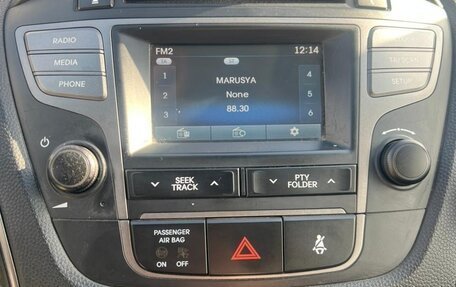 RADIO
MEDIA
PHONE
FM2
12:14
TA
1
2
3
MARUSYA
None
88.30
4
5
6
SETUP
SEEK
TRACK
PTY
FOLDER
PASSENGER
AIR BAG
ON OFF